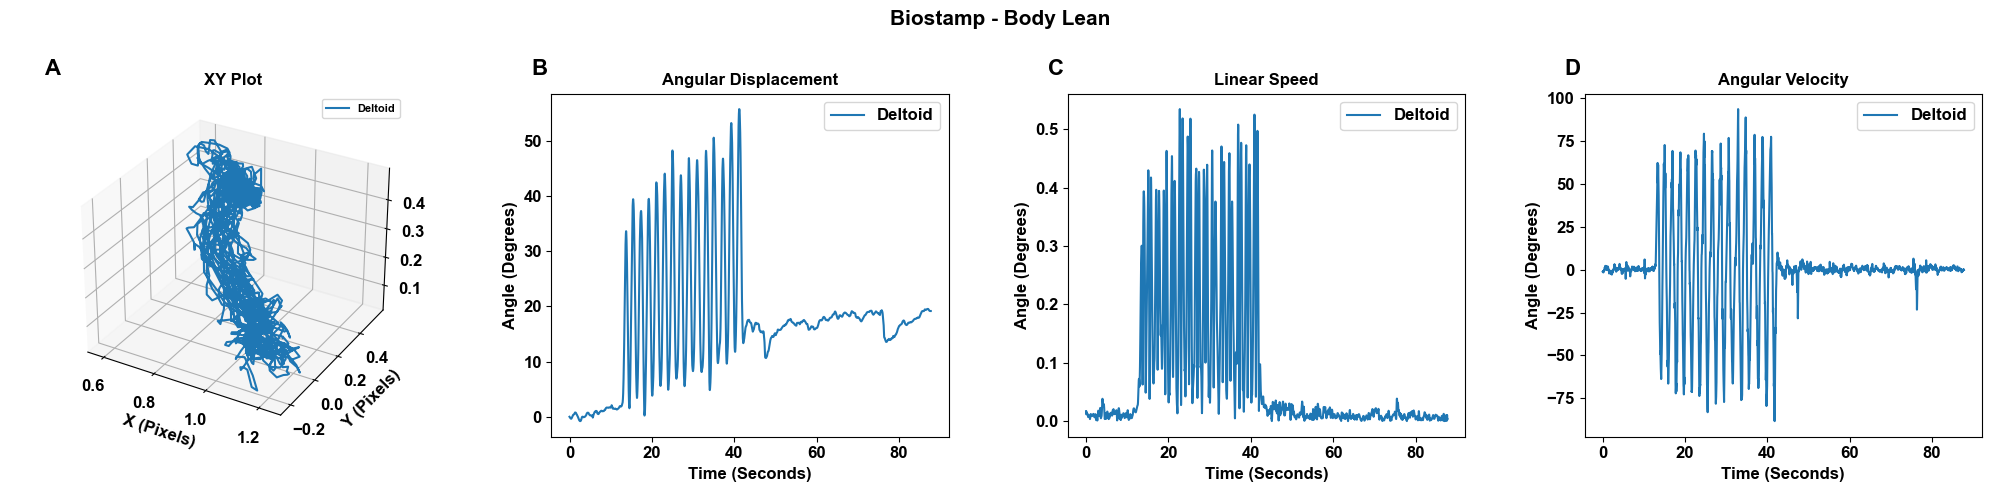 Biostamp - Body Lean
A
XY Plot
Deltoid
0.4
0.3
0.2
0.1
0.6
0.8
1.0
1.2
X (Pixels)
−0.2
0.0
0.2
0.4
Y (Pixels)
B
Angular Displacement
Deltoid
50
40
30
20
10
0
Angle (Degrees)
0 20 40 60 80
Time (Seconds)
C
Linear Speed
Deltoid
0.5
0.4
0.3
0.2
0.1
0.0
Angle (Degrees)
0 20 40 60 80
Time (Seconds)
D
Angular Velocity
Deltoid
100
75
50
25
0
−25
−50
−75
Angle (Degrees)
0 20 40 60 80
Time (Seconds)